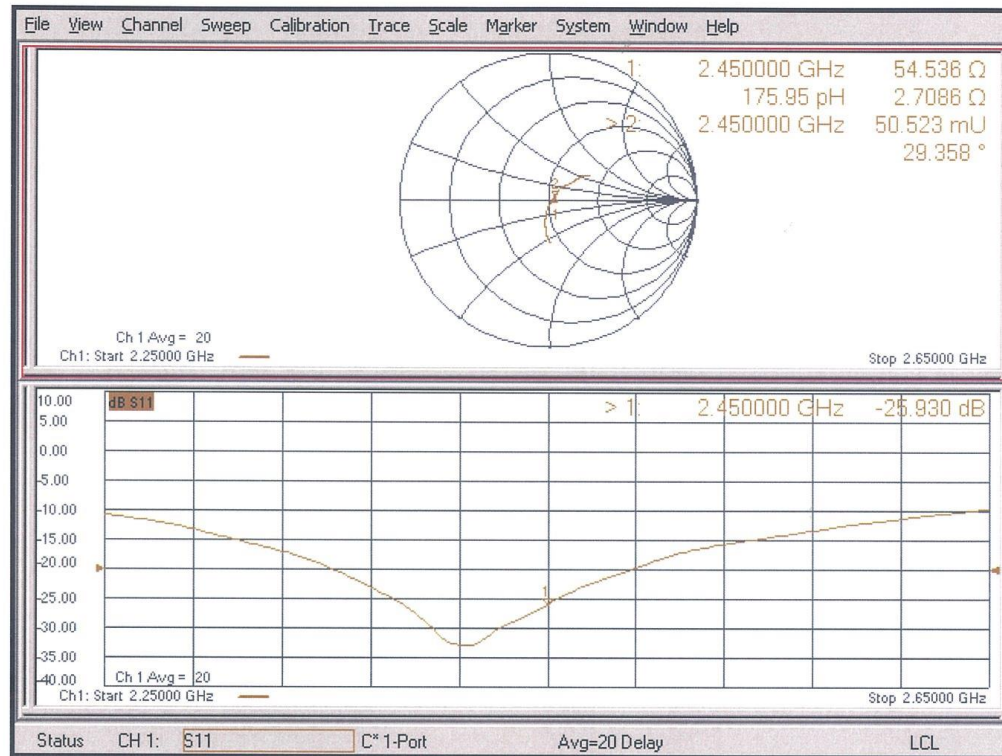 File View Channel Sweep Calibration Trace Scale Marker System Window Help
1: 2.450000 GHz 54.536 Ω
175.95 pH 2.7086 Ω
> 2: 2.450000 GHz 50.523 mU
29.358 °
2
1
Ch 1 Avg = 20
Ch1: Start 2.25000 GHz Stop 2.65000 GHz
10.00 dB S11 > 1: 2.450000 GHz -25.930 dB
5.00
0.00
-5.00
-10.00
-15.00
-20.00
-25.00 1
-30.00
-35.00
-40.00 Ch 1 Avg = 20
Ch1: Start 2.25000 GHz Stop 2.65000 GHz
Status CH 1: S11 C* 1-Port Avg=20 Delay LCL